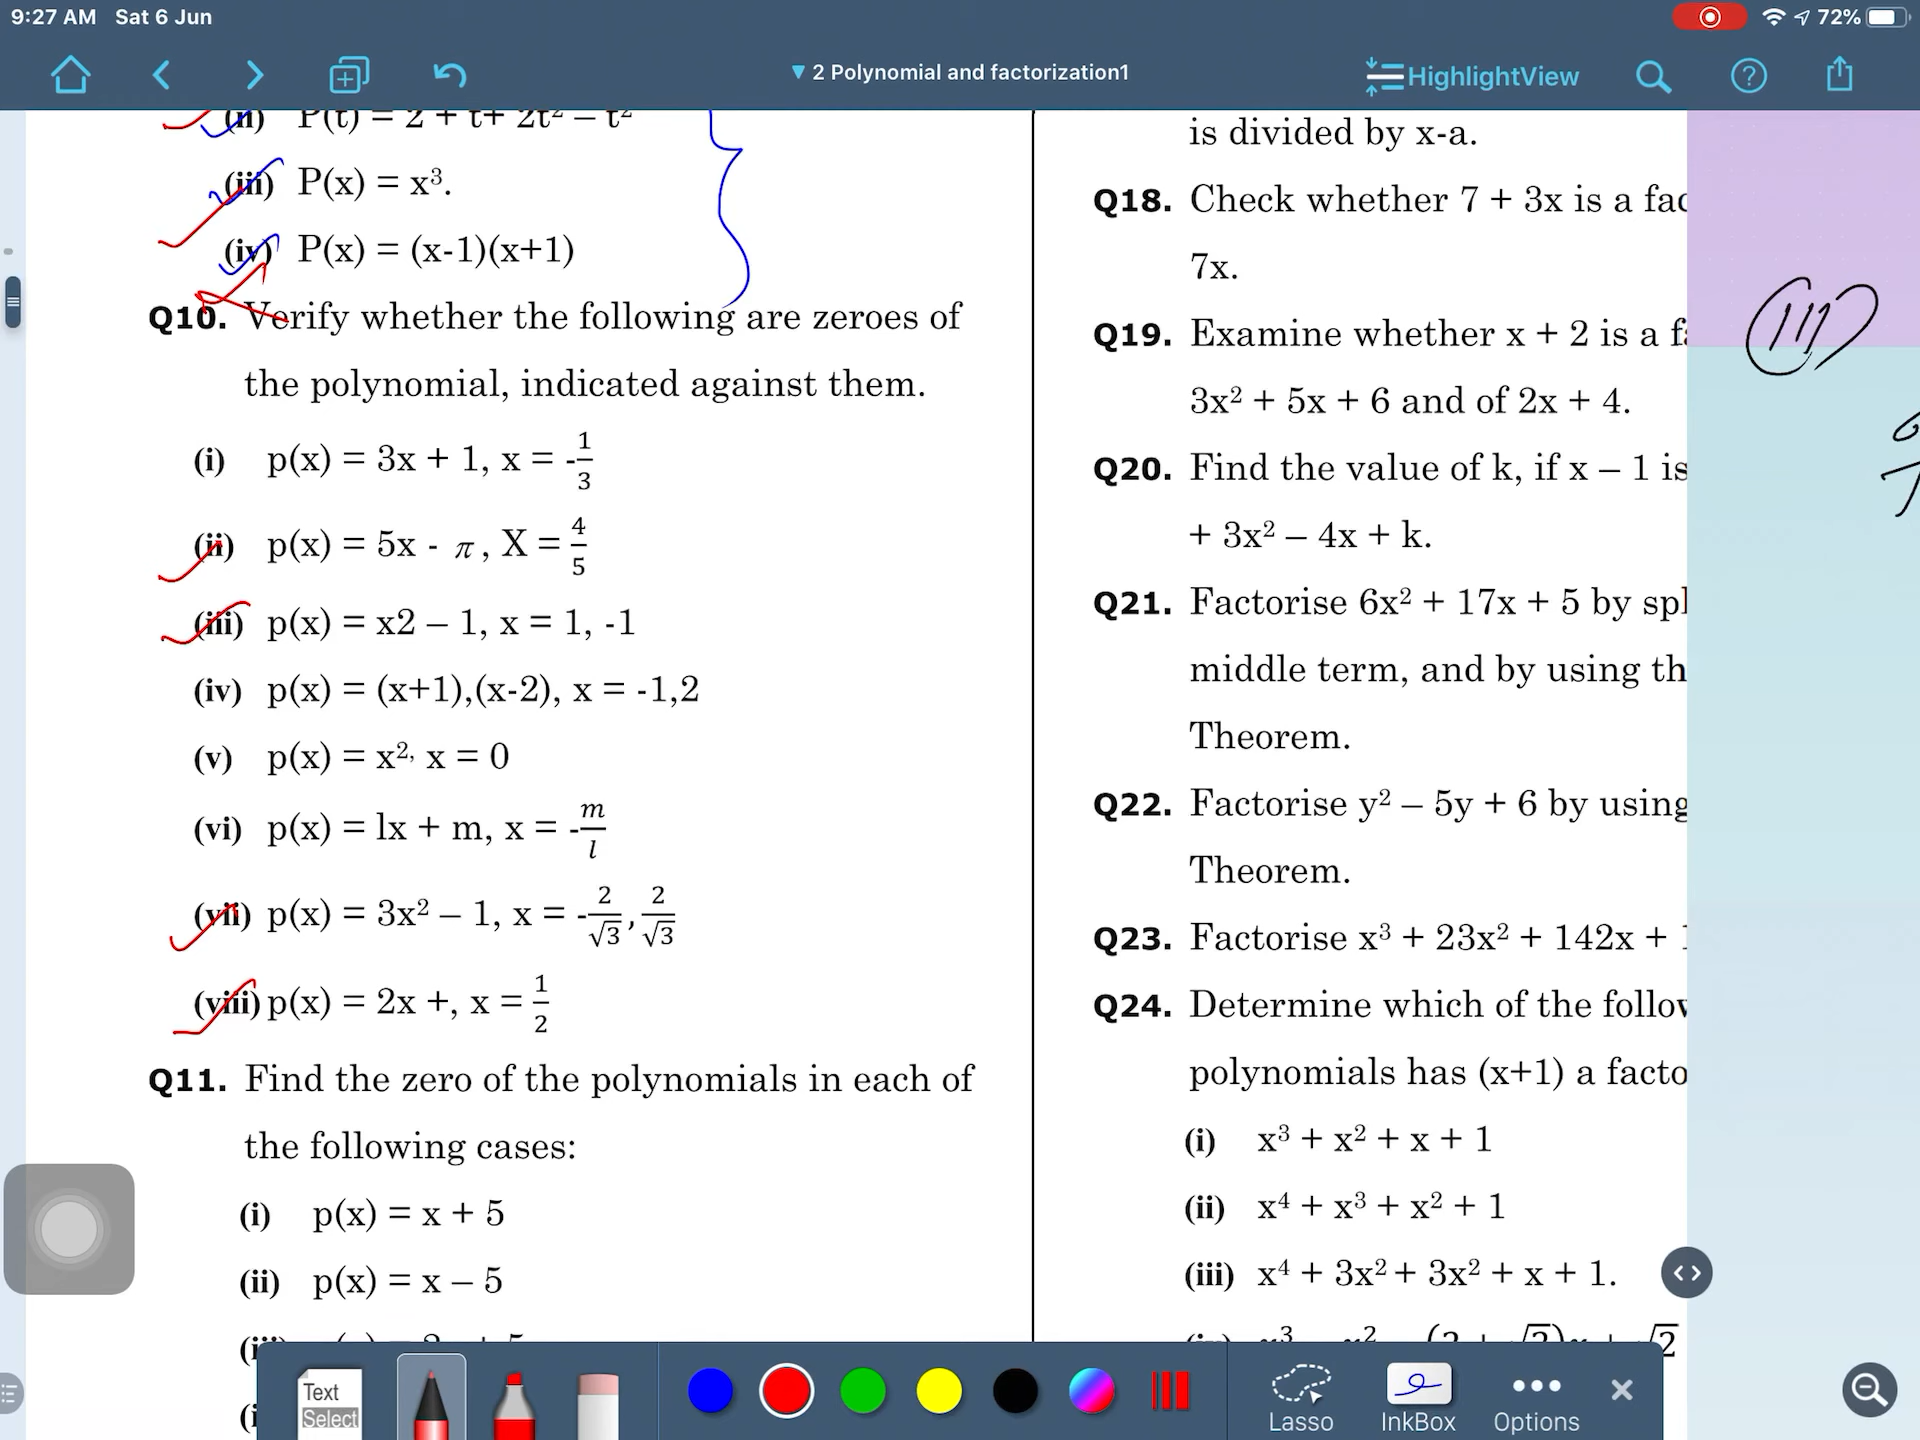 9:27 AM Sat 6 Jun
72%
2 Polynomial and factorization1
HighlightView
(ii) P(t) = 2 + t+ 2t² – t²
(iii) P(x) = x³.
(iv) P(x) = (x-1)(x+1)
Q10. Verify whether the following are zeroes of
the polynomial, indicated against them.
(i) p(x) = 3x + 1, x = -1/3
(ii) p(x) = 5x - π, X = 4/5
(iii) p(x) = x2 – 1, x = 1, -1
(iv) p(x) = (x+1),(x-2), x = -1,2
(v) p(x) = x², x = 0
(vi) p(x) = lx + m, x = -m/l
(vii) p(x) = 3x² – 1, x = -2/√3, 2/√3
(viii) p(x) = 2x +, x = 1/2
Q11. Find the zero of the polynomials in each of
the following cases:
(i) p(x) = x + 5
(ii) p(x) = x – 5
is divided by x-a.
Q18. Check whether 7 + 3x is a fac
7x.
Q19. Examine whether x + 2 is a fa
3x² + 5x + 6 and of 2x + 4.
Q20. Find the value of k, if x – 1 is
+ 3x² – 4x + k.
Q21. Factorise 6x² + 17x + 5 by spl
middle term, and by using th
Theorem.
Q22. Factorise y² – 5y + 6 by using
Theorem.
Q23. Factorise x³ + 23x² + 142x +
Q24. Determine which of the follow
polynomials has (x+1) a facto
(i) x³ + x² + x + 1
(ii) x⁴ + x³ + x² + 1
(iii) x⁴ + 3x² + 3x² + x + 1.
(iii)
Text
Select
Lasso
InkBox
Options